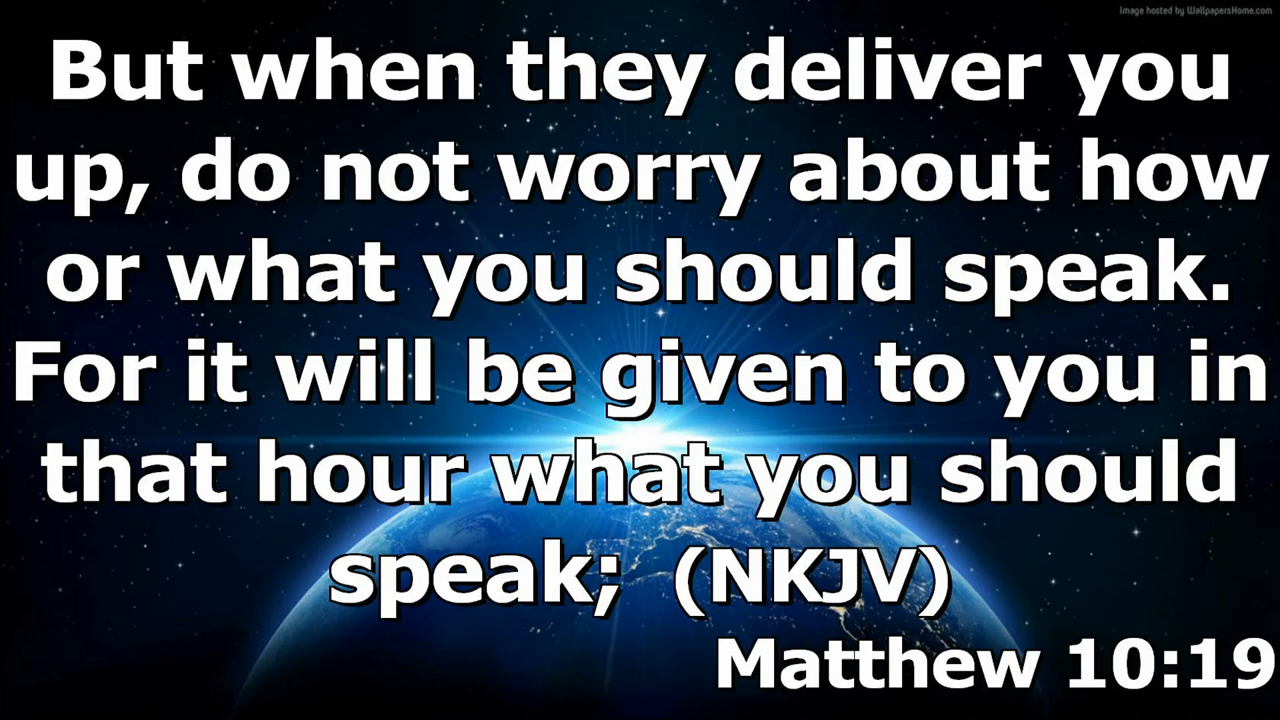 Image hosted by WallpapersHome.com
But when they deliver you
up, do not worry about how
or what you should speak.
For it will be given to you in
that hour what you should
speak; (NKJV)
Matthew 10:19